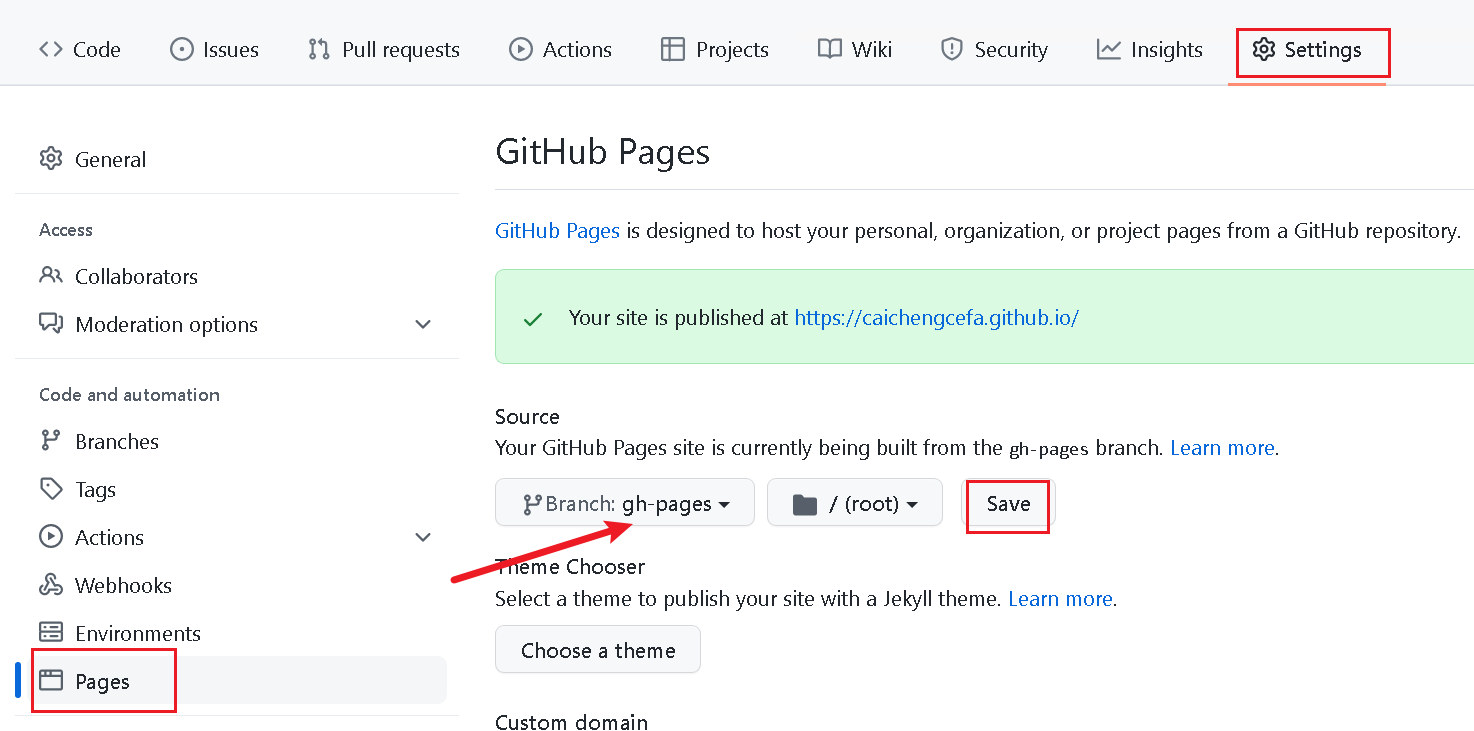 Code Issues Pull requests Actions Projects Wiki Security Insights Settings
General
Access
Collaborators
Moderation options
Code and automation
Branches
Tags
Actions
Webhooks
Environments
Pages
GitHub Pages
GitHub Pages is designed to host your personal, organization, or project pages from a GitHub repository.
Your site is published at https://caichengcefa.github.io/
Source
Your GitHub Pages site is currently being built from the gh-pages branch. Learn more.
Branch: gh-pages / (root) Save
Theme Chooser
Select a theme to publish your site with a Jekyll theme. Learn more.
Choose a theme
Custom domain